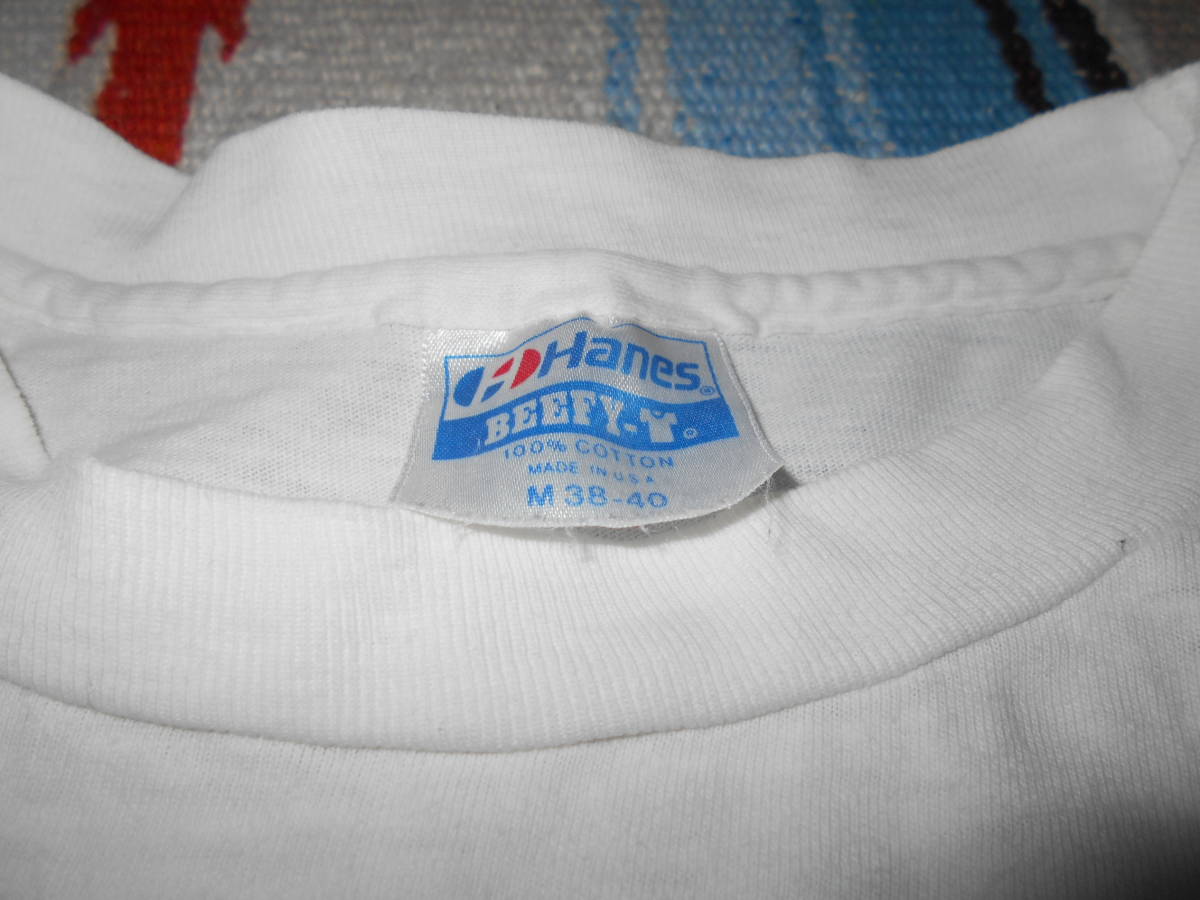 Hanes®
BEEFY-T®
100% COTTON
MADE IN U.S.A
M 38-40